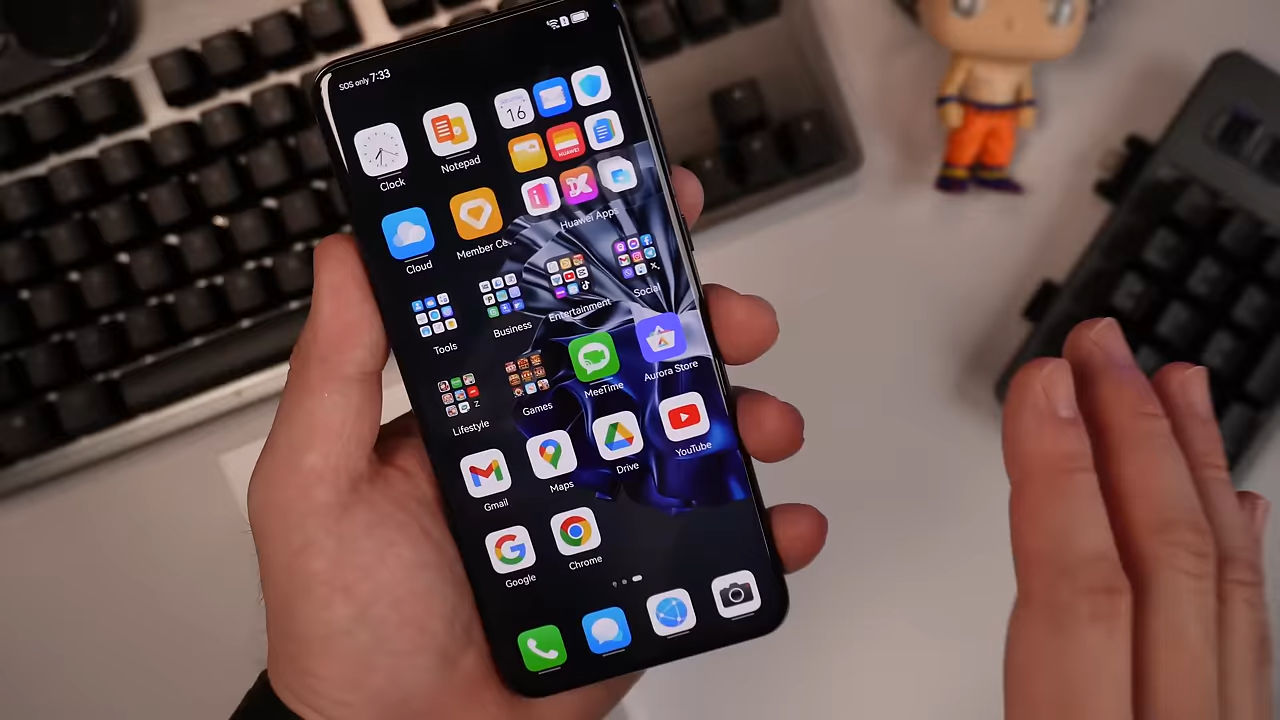 SOS only 7:33
Clock
Notepad
16
HUAWEI
Huawei Apps
Cloud
Member Ce...
Tools
Business
Entertainment
Social
Lifestyle
Games
MeeTime
Aurora Store
Gmail
Maps
Drive
YouTube
Google
Chrome